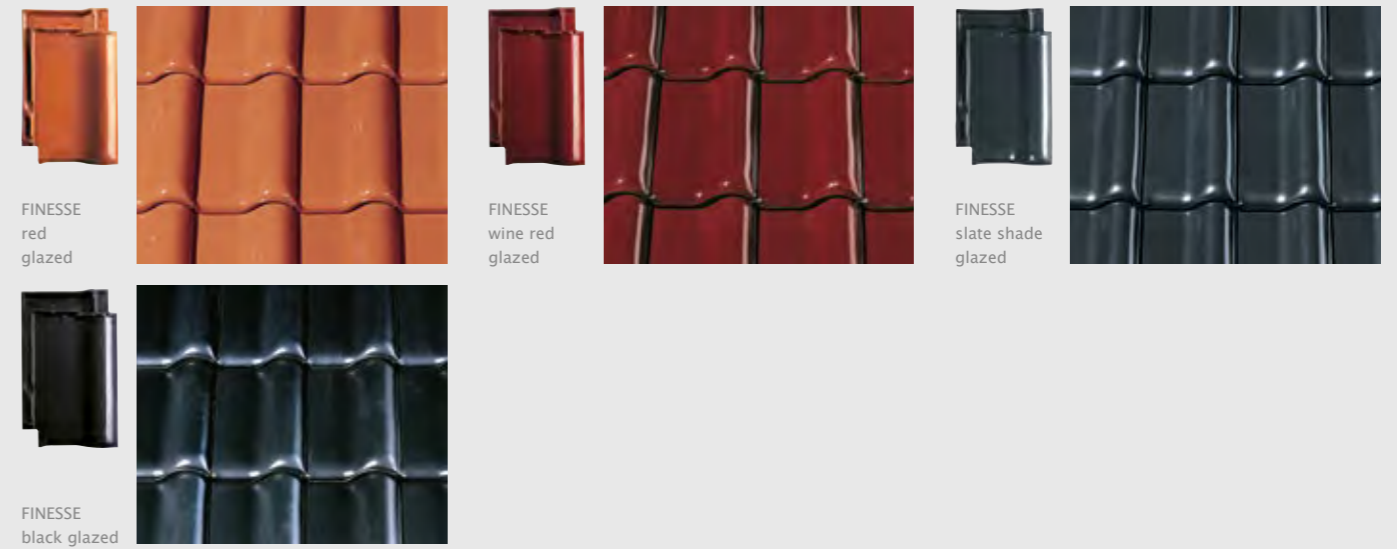 FINESSE
red
glazed
FINESSE
wine red
glazed
FINESSE
slate shade
glazed
FINESSE
black glazed